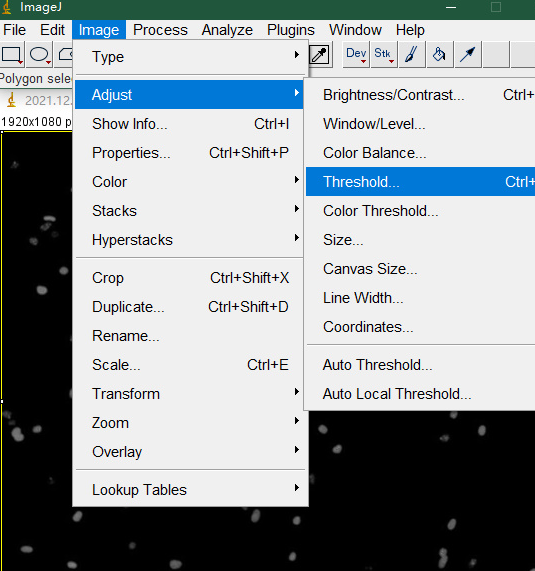 ImageJ
File Edit Image Process Analyze Plugins Window Help
Dev Stk
Polygon sele
2021.12.
1920x1080 p
Type
Adjust
Show Info... Ctrl+I
Properties... Ctrl+Shift+P
Color
Stacks
Hyperstacks
Crop Ctrl+Shift+X
Duplicate... Ctrl+Shift+D
Rename...
Scale... Ctrl+E
Transform
Zoom
Overlay
Lookup Tables
Brightness/Contrast... Ctrl+
Window/Level...
Color Balance...
Threshold... Ctrl+
Color Threshold...
Size...
Canvas Size...
Line Width...
Coordinates...
Auto Threshold...
Auto Local Threshold...